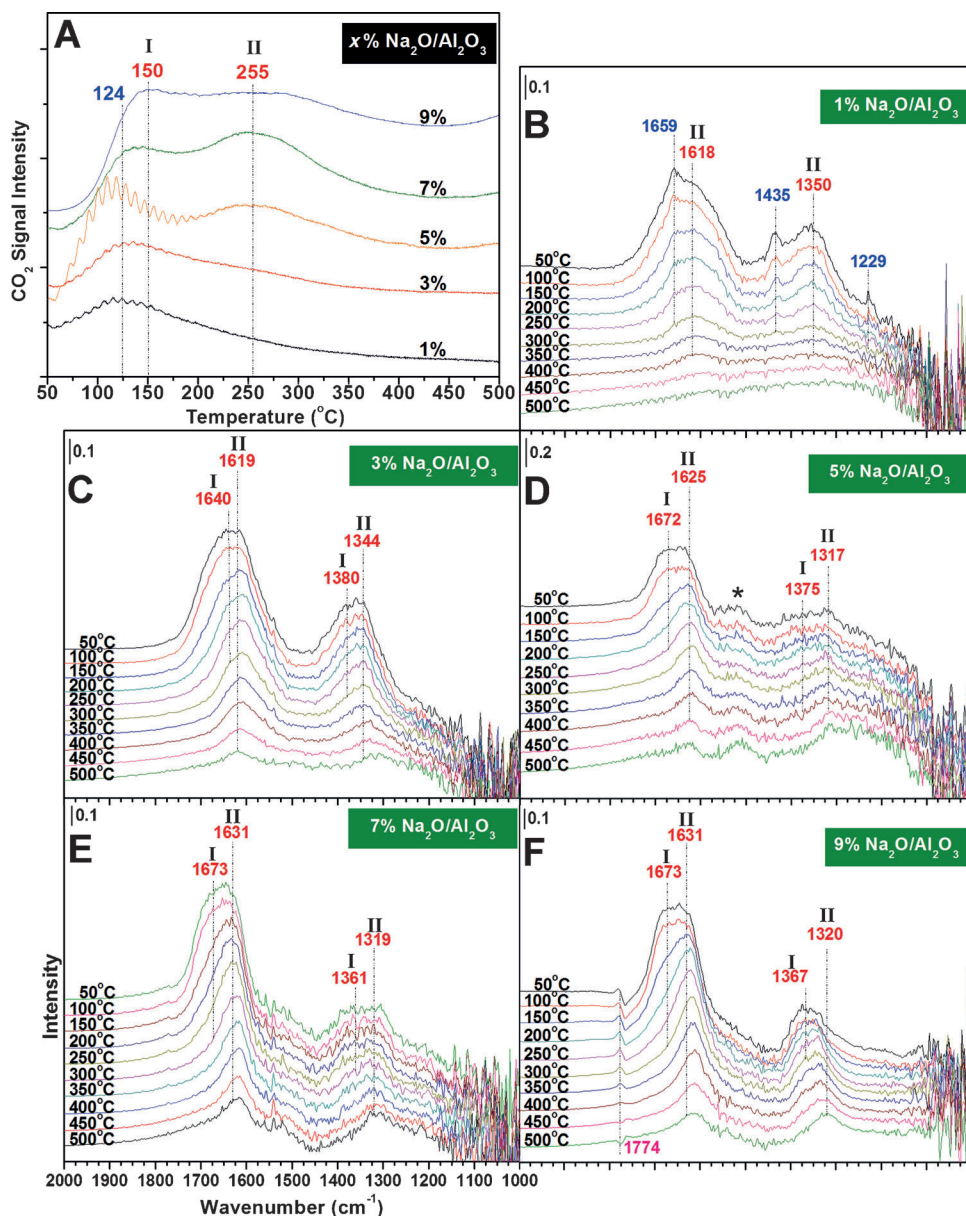 A
I
II
x% Na₂O/Al₂O₃
124
150
255
9%
7%
5%
3%
1%
CO₂ Signal Intensity
50 100 150 200 250 300 350 400 450 500
Temperature (°C)
0.1
B
1% Na₂O/Al₂O₃
1659
II
1618
1435
II
1350
1229
50°C
100°C
150°C
200°C
250°C
300°C
350°C
400°C
450°C
500°C
0.1
C
3% Na₂O/Al₂O₃
II
1619
I
1640
II
1344
I
1380
50°C
100°C
150°C
200°C
250°C
300°C
350°C
400°C
450°C
500°C
0.2
D
5% Na₂O/Al₂O₃
II
1625
I
1672
*
II
1317
I
1375
50°C
100°C
150°C
200°C
250°C
300°C
350°C
400°C
450°C
500°C
0.1
E
7% Na₂O/Al₂O₃
II
1631
I
1673
II
1319
I
1361
50°C
100°C
150°C
200°C
250°C
300°C
350°C
400°C
450°C
500°C
Intensity
2000 1900 1800 1700 1600 1500 1400 1300 1200 1100 1000
Wavenumber (cm⁻¹)
0.1
F
9% Na₂O/Al₂O₃
II
1631
I
1673
II
1320
I
1367
50°C
100°C
150°C
200°C
250°C
300°C
350°C
400°C
450°C
500°C
1774